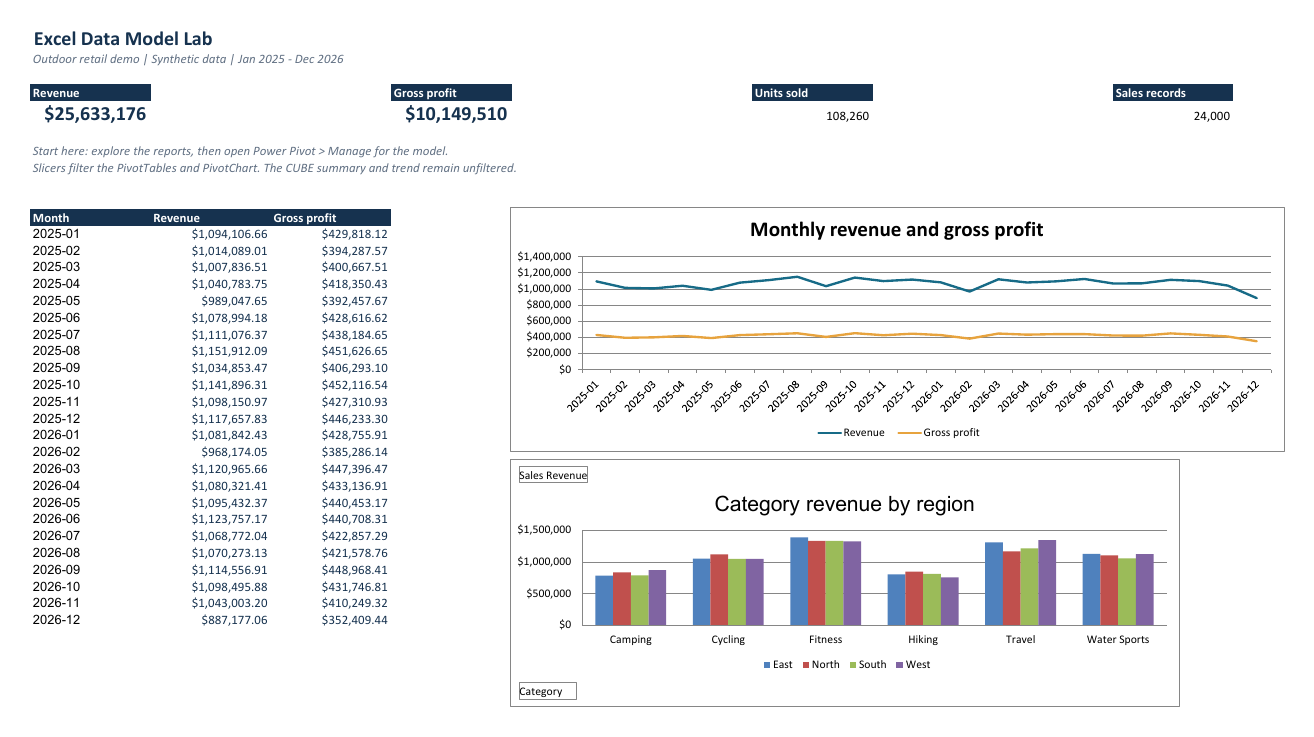 Excel Data Model Lab
Outdoor retail demo | Synthetic data | Jan 2025 - Dec 2026
Revenue Gross profit Units sold Sales records
$25,633,176 $10,149,510 108,260 24,000
Start here: explore the reports, then open Power Pivot > Manage for the model.
Slicers filter the PivotTables and PivotChart. The CUBE summary and trend remain unfiltered.
Month Revenue Gross profit
2025-01 $1,094,106.66 $429,818.12
2025-02 $1,014,089.01 $394,287.57
2025-03 $1,007,836.51 $400,667.51
2025-04 $1,040,783.75 $418,350.43
2025-05 $989,047.65 $392,457.67
2025-06 $1,078,994.18 $428,616.62
2025-07 $1,111,076.37 $438,184.65
2025-08 $1,151,912.09 $451,626.65
2025-09 $1,034,853.47 $406,293.10
2025-10 $1,141,896.31 $452,116.54
2025-11 $1,098,150.97 $427,310.93
2025-12 $1,117,657.83 $446,233.30
2026-01 $1,081,842.43 $428,755.91
2026-02 $968,174.05 $385,286.14
2026-03 $1,120,965.66 $447,396.47
2026-04 $1,080,321.41 $433,136.91
2026-05 $1,095,432.37 $440,453.17
2026-06 $1,123,757.17 $440,708.31
2026-07 $1,068,772.04 $422,857.29
2026-08 $1,070,273.13 $421,578.76
2026-09 $1,114,556.91 $448,968.41
2026-10 $1,098,495.88 $431,746.81
2026-11 $1,043,003.20 $410,249.32
2026-12 $887,177.06 $352,409.44
Monthly revenue and gross profit
$1,400,000
$1,200,000
$1,000,000
$800,000
$600,000
$400,000
$200,000
$0
2025-01 2025-02 2025-03 2025-04 2025-05 2025-06 2025-07 2025-08 2025-09 2025-10 2025-11 2025-12 2026-01 2026-02 2026-03 2026-04 2026-05 2026-06 2026-07 2026-08 2026-09 2026-10 2026-11 2026-12
Revenue Gross profit
Sales Revenue
Category revenue by region
$1,500,000
$1,000,000
$500,000
$0
Camping Cycling Fitness Hiking Travel Water Sports
East North South West
Category